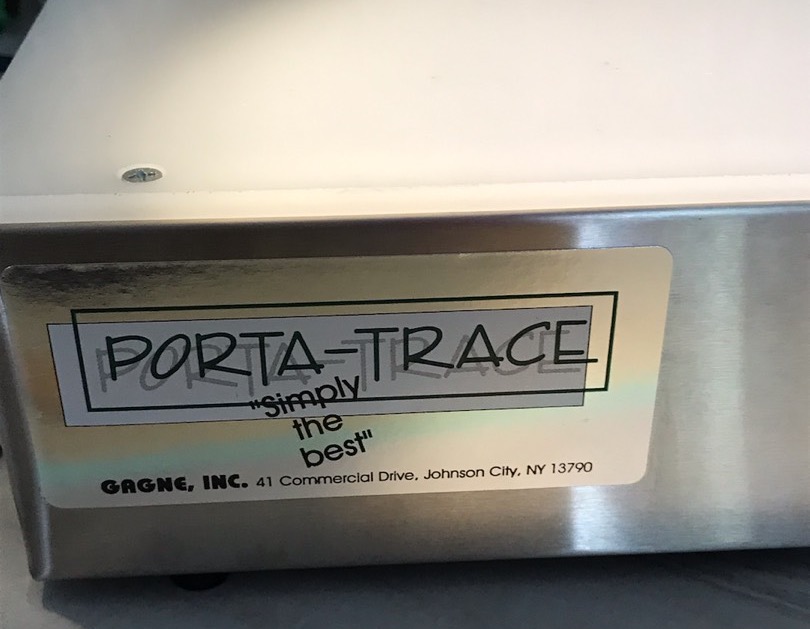 PORTA-TRACE
"simply
the
best"
GAGNE, INC. 41 Commercial Drive, Johnson City, NY 13790